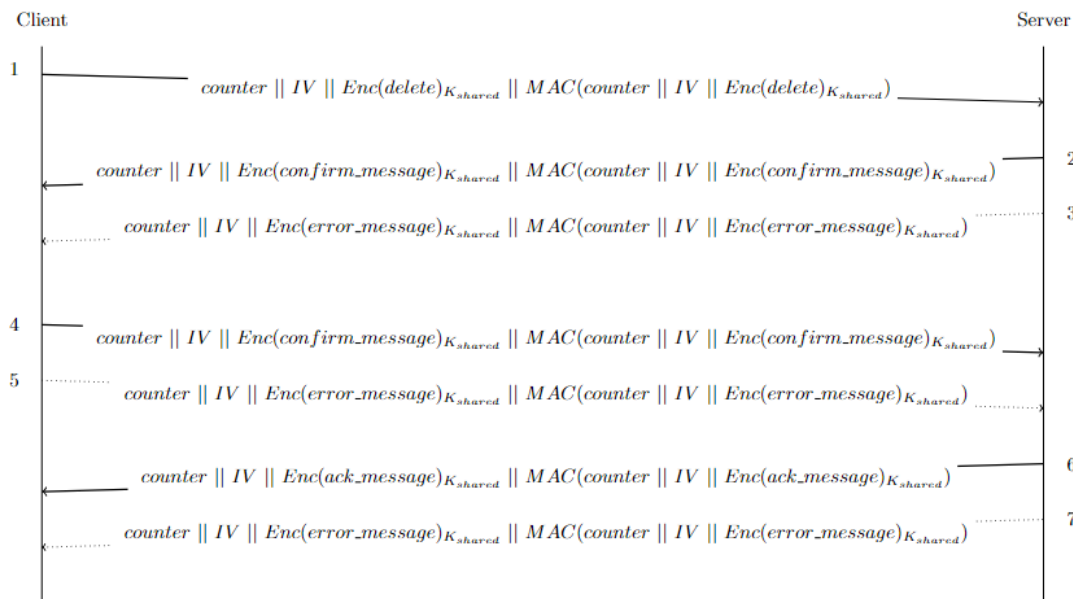 Client Server
1
counter || IV || Enc(delete)K_shared || MAC(counter || IV || Enc(delete)K_shared)
2
counter || IV || Enc(confirm_message)K_shared || MAC(counter || IV || Enc(confirm_message)K_shared)
3
counter || IV || Enc(error_message)K_shared || MAC(counter || IV || Enc(error_message)K_shared)
4
counter || IV || Enc(confirm_message)K_shared || MAC(counter || IV || Enc(confirm_message)K_shared)
5
counter || IV || Enc(error_message)K_shared || MAC(counter || IV || Enc(error_message)K_shared)
6
counter || IV || Enc(ack_message)K_shared || MAC(counter || IV || Enc(ack_message)K_shared)
7
counter || IV || Enc(error_message)K_shared || MAC(counter || IV || Enc(error_message)K_shared)